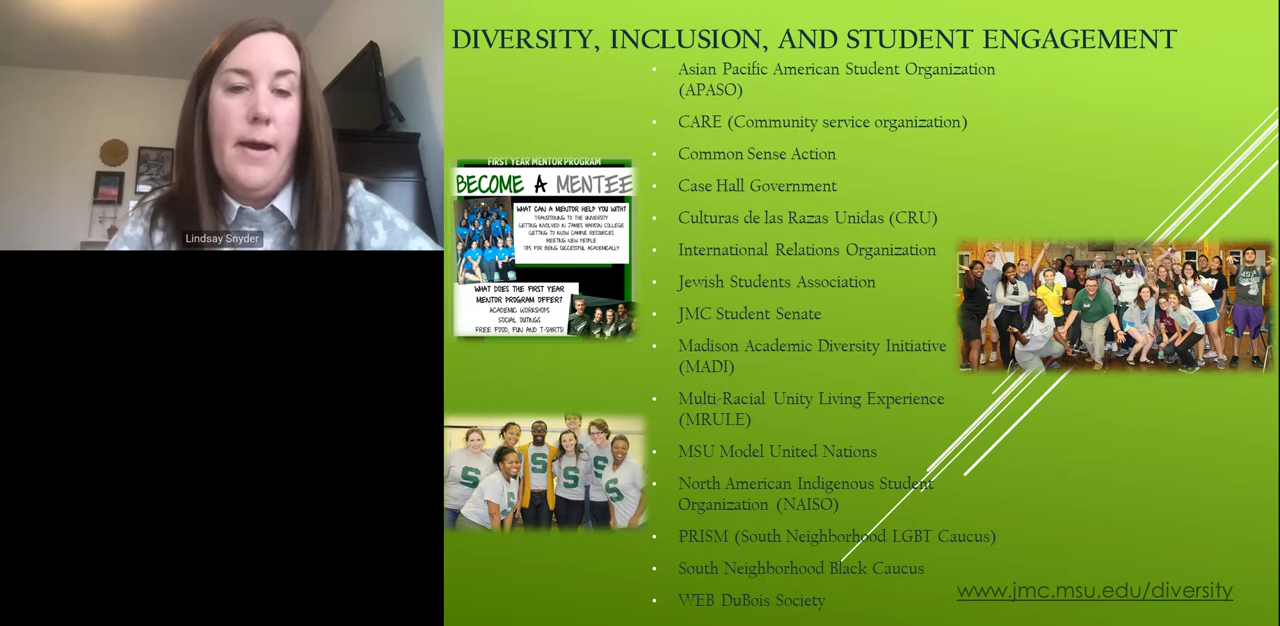 Lindsay Snyder
DIVERSITY, INCLUSION, AND STUDENT ENGAGEMENT
FIRST YEAR MENTOR PROGRAM
BECOME A MENTEE
WHAT CAN A MENTOR HELP YOU WITH?
TRANSITIONING TO THE UNIVERSITY
GETTING INVOLVED IN JAMES MADISON COLLEGE
GETTING TO KNOW CAMPUS RESOURCES
MEETING NEW PEOPLE
TIPS FOR BEING SUCCESSFUL ACADEMICALLY
WHAT DOES THE FIRST YEAR
MENTOR PROGRAM OFFER?
ACADEMIC WORKSHOPS
SOCIAL OUTINGS
FREE FOOD, FUN AND T-SHIRTS!
• Asian Pacific American Student Organization
(APASO)
• CARE (Community service organization)
• Common Sense Action
• Case Hall Government
• Culturas de las Razas Unidas (CRU)
• International Relations Organization
• Jewish Students Association
• JMC Student Senate
• Madison Academic Diversity Initiative
(MADI)
• Multi-Racial Unity Living Experience
(MRULE)
• MSU Model United Nations
• North American Indigenous Student
Organization (NAISO)
• PRISM (South Neighborhood LGBT Caucus)
• South Neighborhood Black Caucus
• WEB DuBois Society
S S S S S
www.jmc.msu.edu/diversity